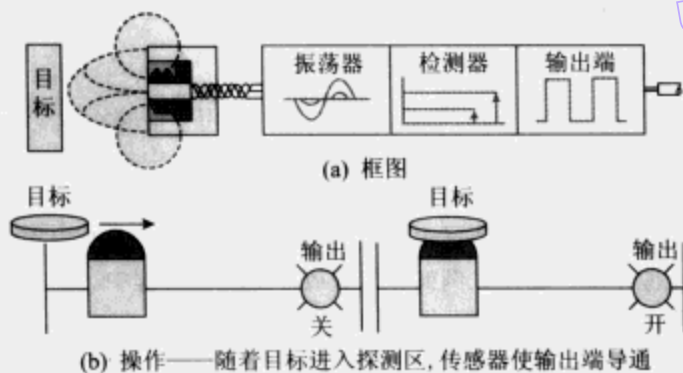 振荡器 检测器 输出端
目标
(a) 框图
目标 目标
输出 输出
关 开
(b) 操作——随着目标进入探测区,传感器使输出端导通